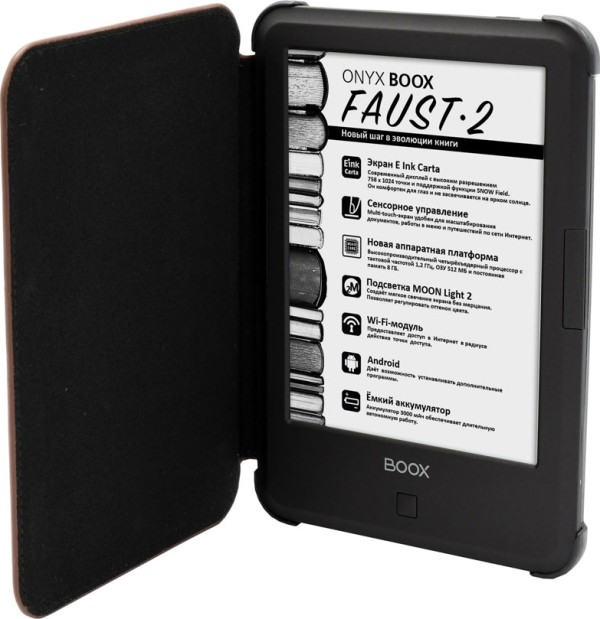 ONYX BOOX
FAUST·2
Новый шаг в эволюции книги
Eink
Carta
Экран E Ink Carta
Современный дисплей с высоким разрешением
758 x 1024 точки и поддержкой функции SNOW Field.
Он комфортен для глаз и не засвечивается на ярком солнце.
Сенсорное управление
Multi-touch-экран удобен для масштабирования
документов, работы в меню и путешествий по сети Интернет.
Новая аппаратная платформа
Высокопроизводительный четырёхъядерный процессор с
тактовой частотой 1,2 ГГц, ОЗУ 512 МБ и постоянная
память 8 ГБ.
Подсветка MOON Light 2
Создаёт мягкое свечение экрана без мерцания.
Позволяет регулировать оттенок цвета.
Wi-Fi-модуль
Предоставляет доступ в Интернет в радиусе
действия точки доступа.
Android
Даёт возможность устанавливать дополнительные
программы.
Ёмкий аккумулятор
Аккумулятор 3000 мАч обеспечивает длительную
автономную работу.
BOOX